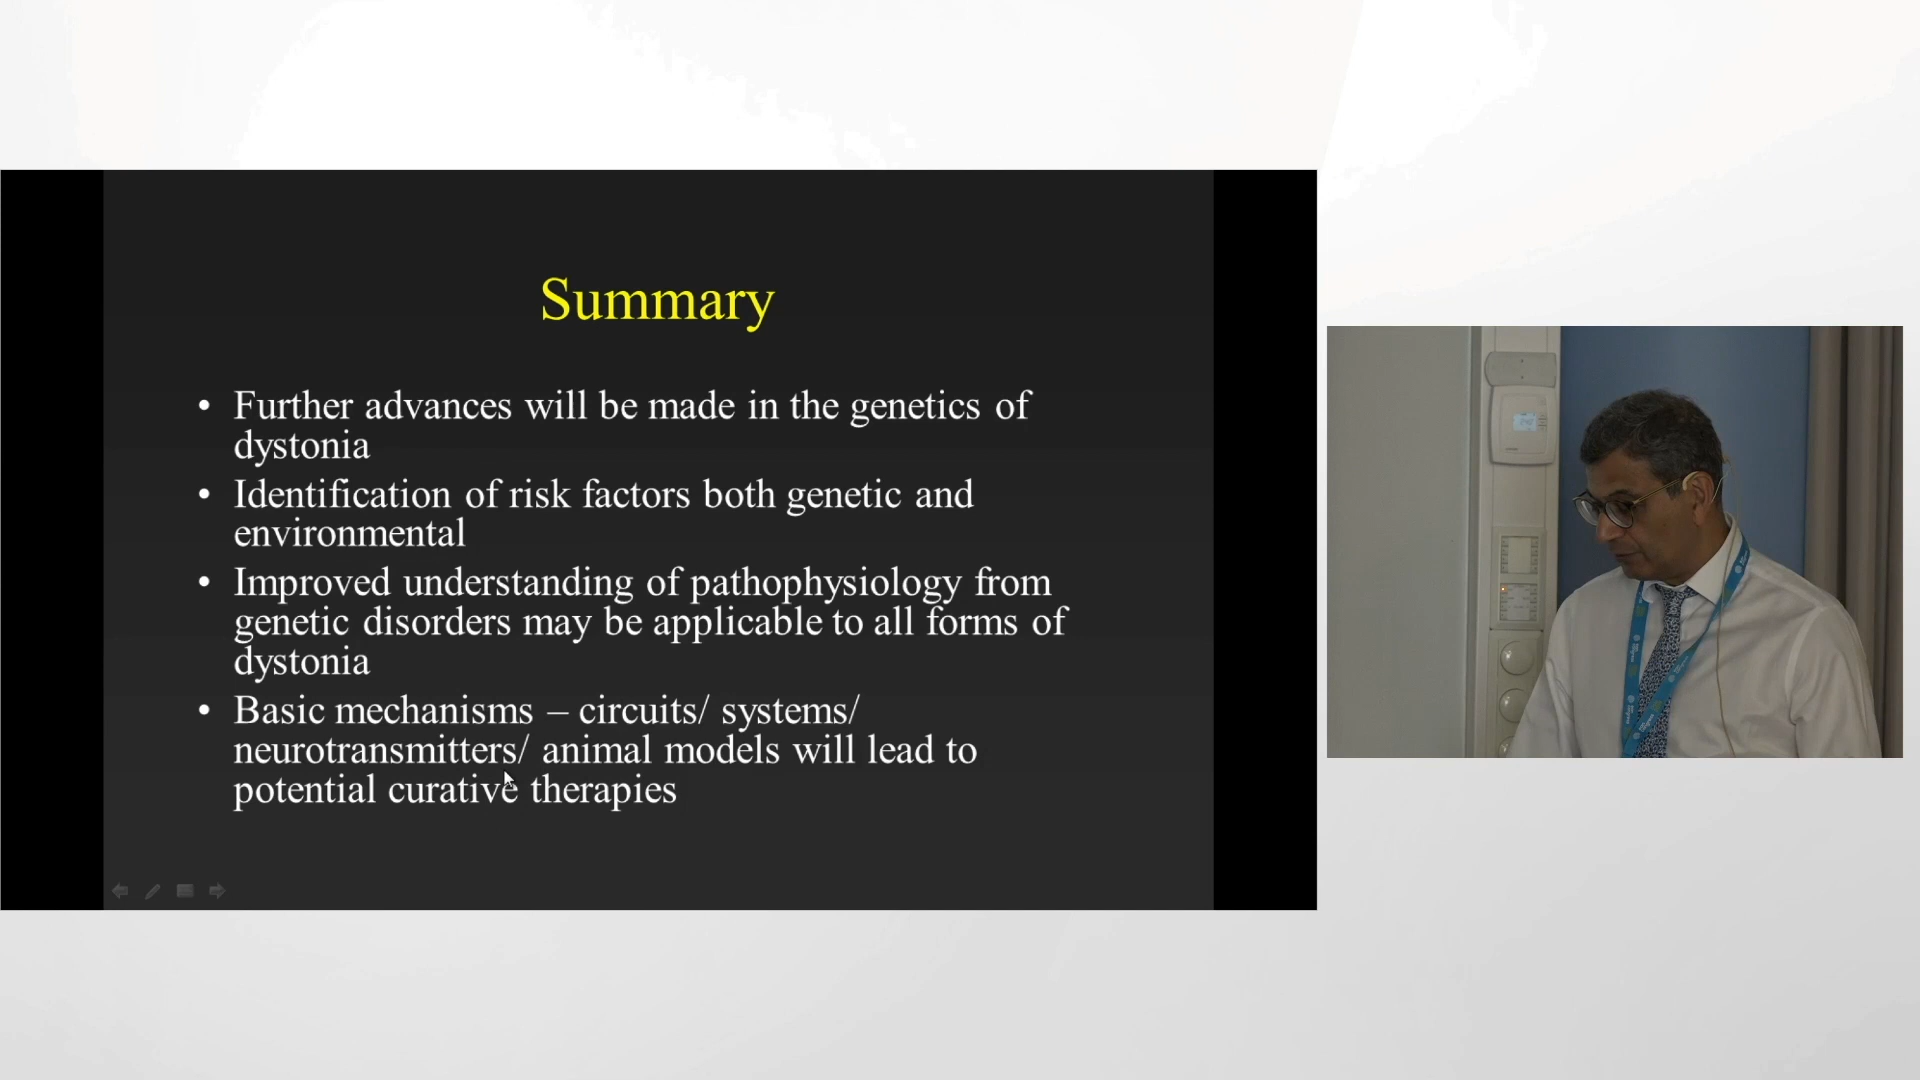 Summary
• Further advances will be made in the genetics of
dystonia
• Identification of risk factors both genetic and
environmental
• Improved understanding of pathophysiology from
genetic disorders may be applicable to all forms of
dystonia
• Basic mechanisms – circuits/ systems/
neurotransmitters/ animal models will lead to
potential curative therapies